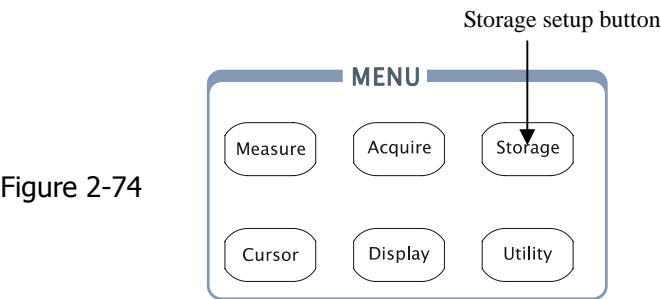 Storage setup button
MENU
Measure Acquire Storage
Figure 2-74
Cursor Display Utility